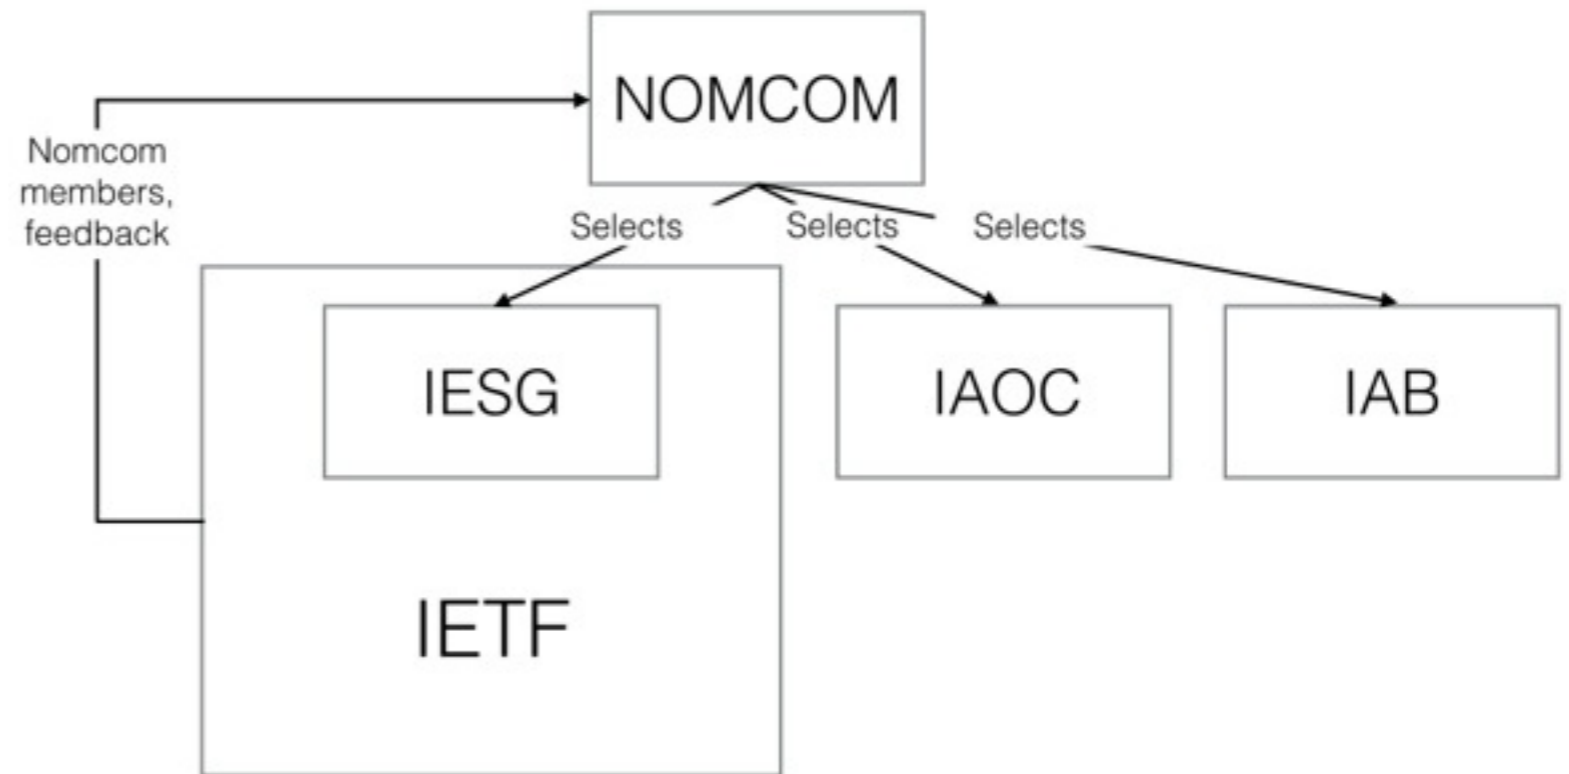 NOMCOM
Nomcom
members,
feedback
Selects
Selects
Selects
IESG
IAOC
IAB
IETF